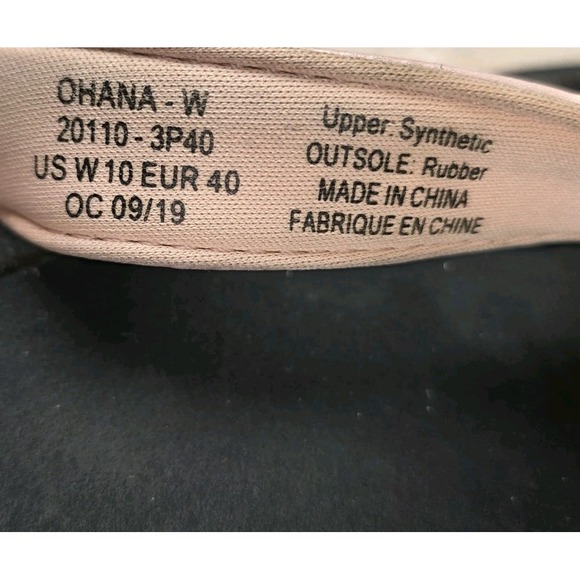 OHANA - W
20110 - 3P40
US W 10 EUR 40
OC 09/19
Upper: Synthetic
OUTSOLE: Rubber
MADE IN CHINA
FABRIQUE EN CHINE